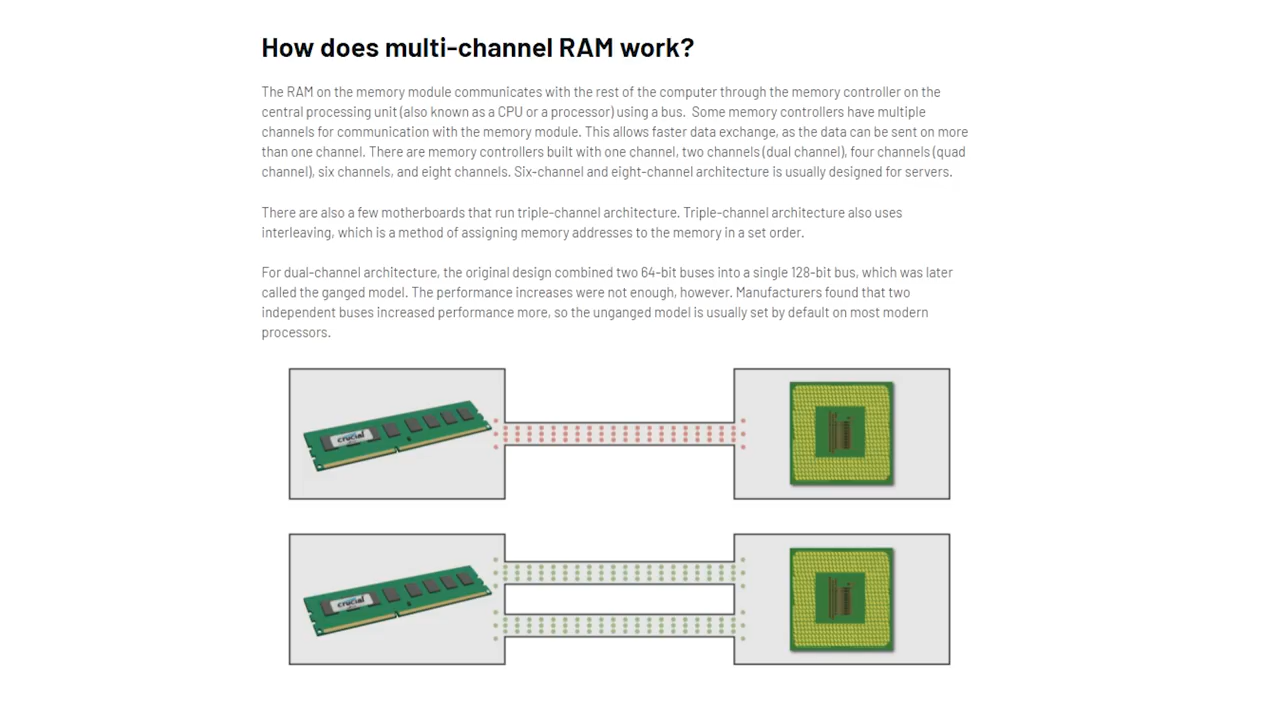 How does multi-channel RAM work?
The RAM on the memory module communicates with the rest of the computer through the memory controller on the
central processing unit (also known as a CPU or a processor) using a bus.  Some memory controllers have multiple
channels for communication with the memory module. This allows faster data exchange, as the data can be sent on more
than one channel. There are memory controllers built with one channel, two channels (dual channel), four channels (quad
channel), six channels, and eight channels. Six-channel and eight-channel architecture is usually designed for servers.
There are also a few motherboards that run triple-channel architecture. Triple-channel architecture also uses
interleaving, which is a method of assigning memory addresses to the memory in a set order.
For dual-channel architecture, the original design combined two 64-bit buses into a single 128-bit bus, which was later
called the ganged model. The performance increases were not enough, however. Manufacturers found that two
independent buses increased performance more, so the unganged model is usually set by default on most modern
processors.
crucial
crucial